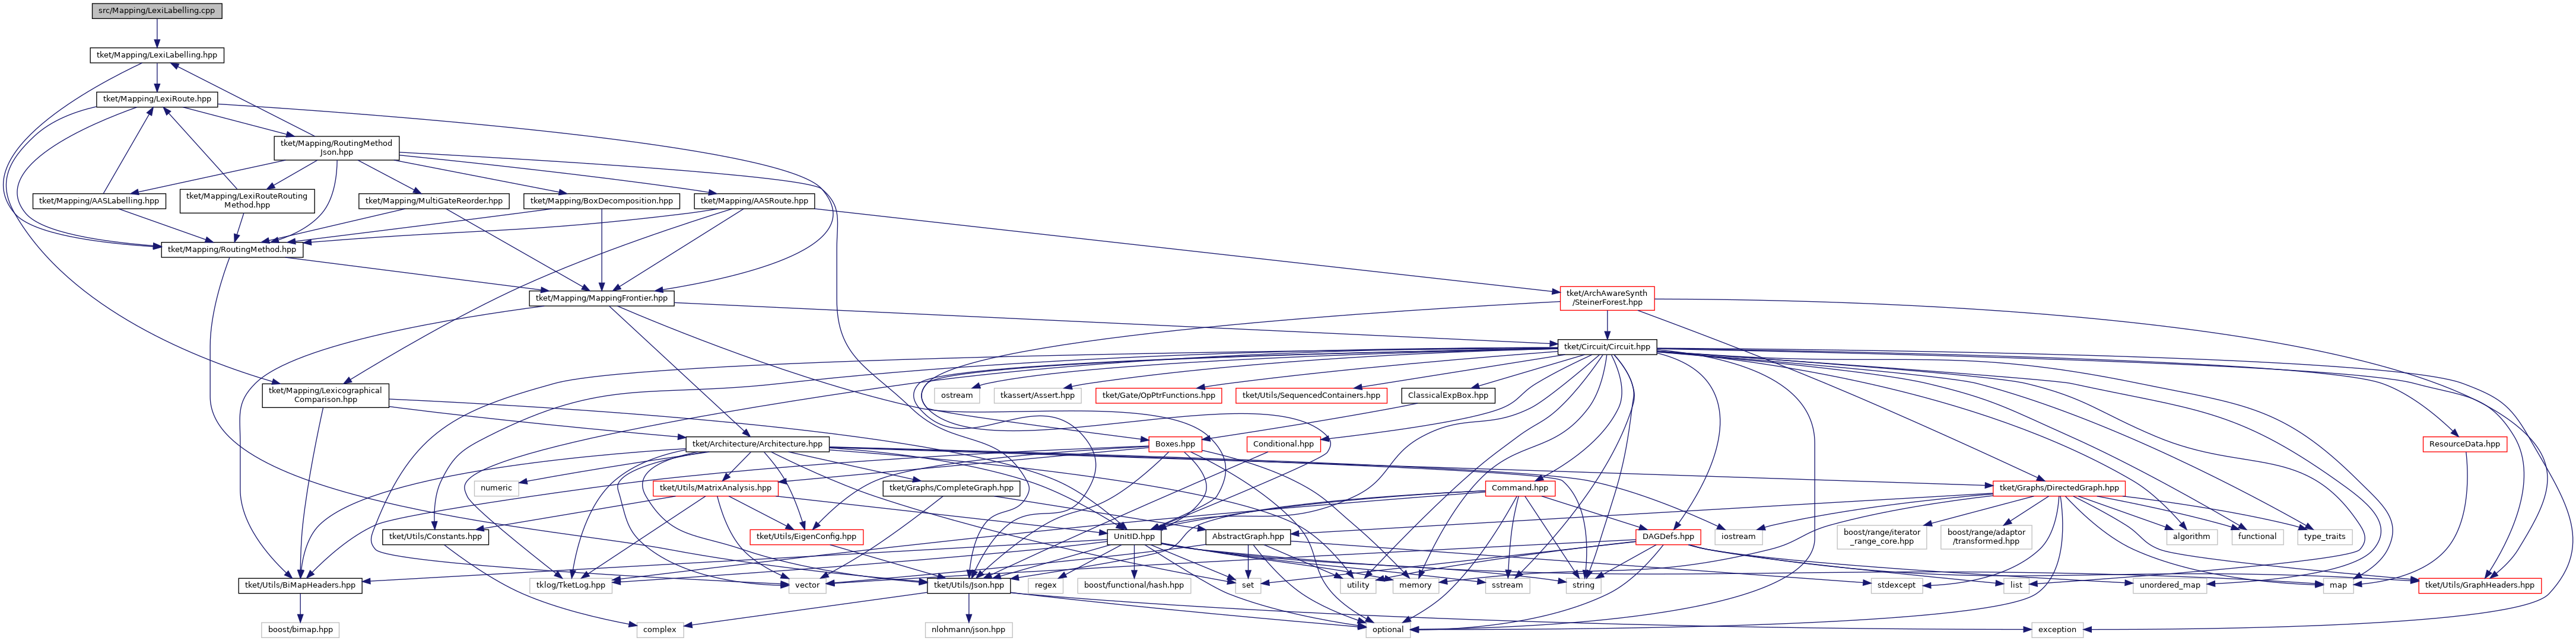 src/Mapping/LexiLabelling.cpp
tket/Mapping/LexiLabelling.hpp
tket/Mapping/LexiRoute.hpp
tket/Mapping/RoutingMethod
Json.hpp
tket/Mapping/AASLabelling.hpp
tket/Mapping/LexiRouteRouting
Method.hpp
tket/Mapping/MultiGateReorder.hpp
tket/Mapping/BoxDecomposition.hpp
tket/Mapping/AASRoute.hpp
tket/Mapping/RoutingMethod.hpp
tket/Mapping/MappingFrontier.hpp
tket/ArchAwareSynth
/SteinerForest.hpp
tket/Circuit/Circuit.hpp
tket/Mapping/Lexicographical
Comparison.hpp
ostream
tkassert/Assert.hpp
tket/Gate/OpPtrFunctions.hpp
tket/Utils/SequencedContainers.hpp
ClassicalExpBox.hpp
tket/Architecture/Architecture.hpp
Boxes.hpp
Conditional.hpp
ResourceData.hpp
numeric
tket/Utils/MatrixAnalysis.hpp
tket/Graphs/CompleteGraph.hpp
Command.hpp
tket/Graphs/DirectedGraph.hpp
tket/Utils/Constants.hpp
tket/Utils/EigenConfig.hpp
UnitID.hpp
AbstractGraph.hpp
DAGDefs.hpp
iostream
boost/range/iterator
_range_core.hpp
boost/range/adaptor
/transformed.hpp
algorithm
functional
type_traits
tket/Utils/BiMapHeaders.hpp
tklog/TketLog.hpp
vector
tket/Utils/Json.hpp
regex
boost/functional/hash.hpp
set
utility
memory
sstream
string
stdexcept
list
unordered_map
map
tket/Utils/GraphHeaders.hpp
boost/bimap.hpp
complex
nlohmann/json.hpp
optional
exception